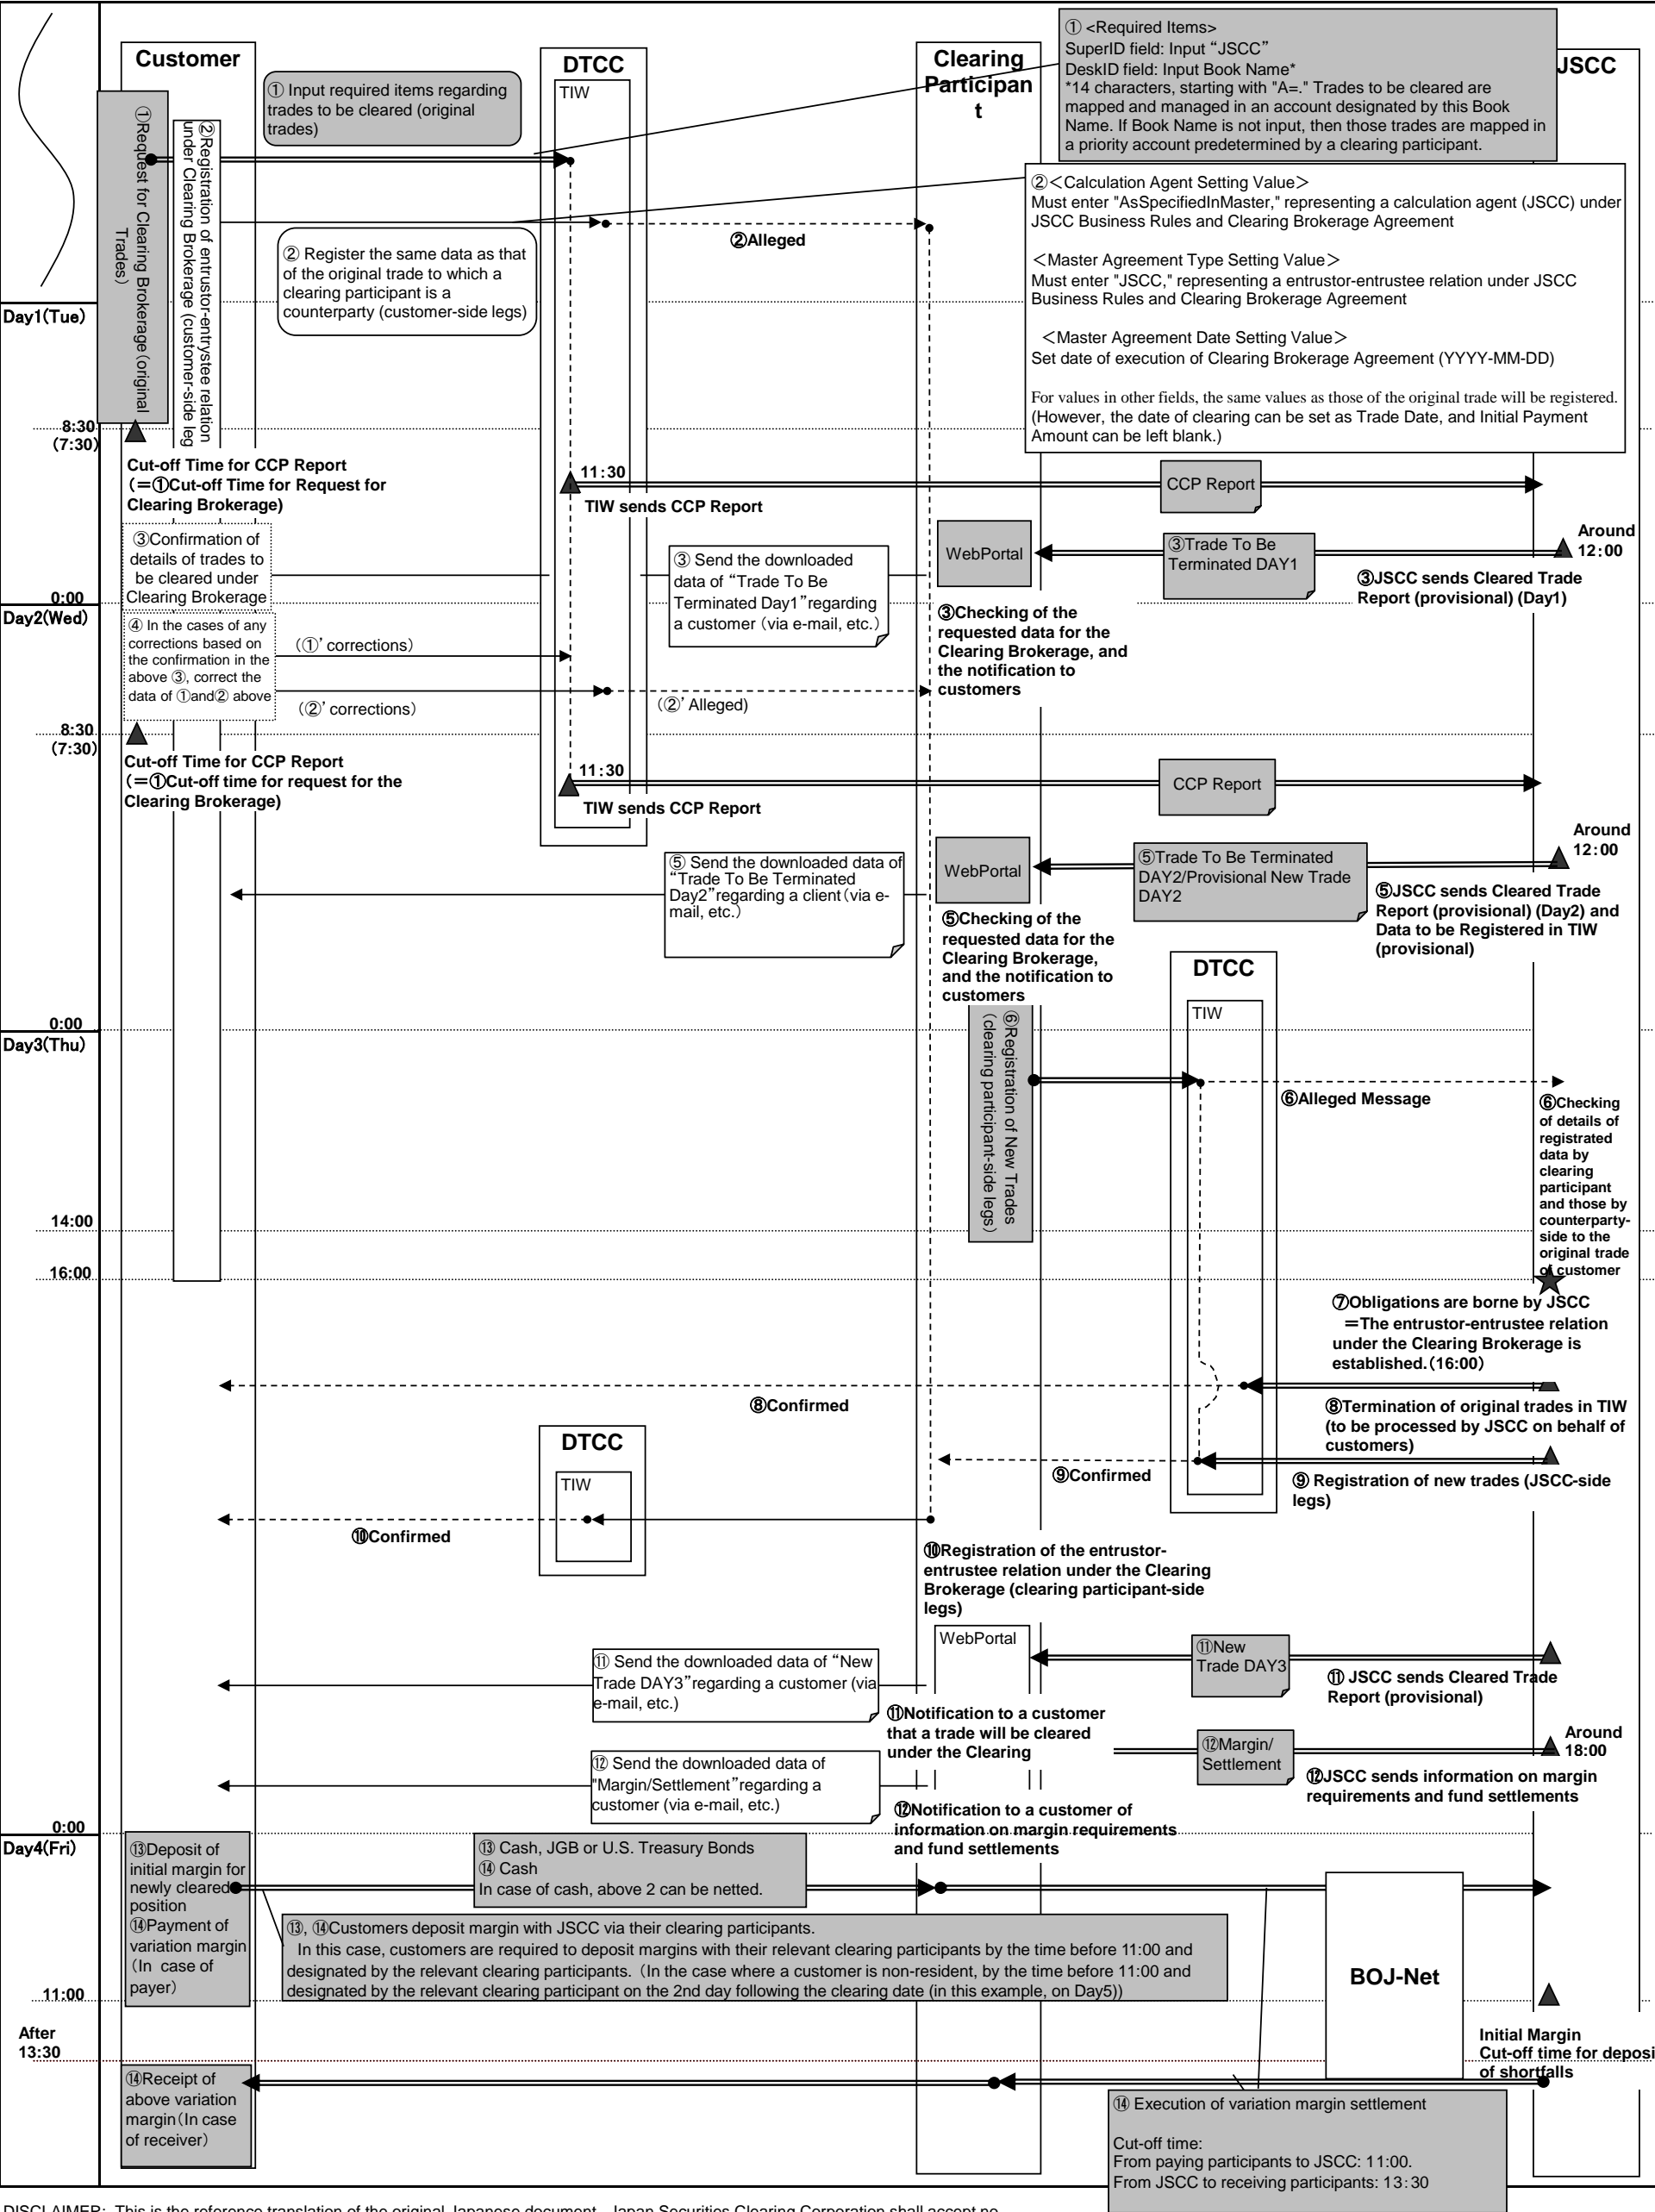 Customer
DTCC
TIW
Clearing
Participan
t
JSCC
① <Required Items>
SuperID field: Input “JSCC”
DeskID field: Input Book Name*
*14 characters, starting with "A=." Trades to be cleared are
mapped and managed in an account designated by this Book
Name. If Book Name is not input, then those trades are mapped in
a priority account predetermined by a clearing participant.
① Input required items regarding
trades to be cleared (original
trades)
①Request for Clearing Brokerage (original
Trades)
②Registration of entrustor-entrystee relation
under Clearing Brokerage (customer-side leg
②Alleged
② Register the same data as that
of the original trade to which a
clearing participant is a
counterparty (customer-side legs)
②<Calculation Agent Setting Value>
Must enter "AsSpecifiedInMaster," representing a calculation agent (JSCC) under
JSCC Business Rules and Clearing Brokerage Agreement
<Master Agreement Type Setting Value>
Must enter "JSCC," representing a entrustor-entrustee relation under JSCC
Business Rules and Clearing Brokerage Agreement
<Master Agreement Date Setting Value>
Set date of execution of Clearing Brokerage Agreement (YYYY-MM-DD)
For values in other fields, the same values as those of the original trade will be registered.
(However, the date of clearing can be set as Trade Date, and Initial Payment
Amount can be left blank.)
Day1(Tue)
8:30
(7:30)
Cut-off Time for CCP Report
(=①Cut-off Time for Request for
Clearing Brokerage)
11:30
TIW sends CCP Report
CCP Report
③Confirmation of
details of trades to
be cleared under
Clearing Brokerage
③ Send the downloaded
data of “Trade To Be
Terminated Day1”regarding
a customer (via e-mail, etc.)
WebPortal
③Trade To Be
Terminated DAY1
Around
12:00
③JSCC sends Cleared Trade
Report (provisional) (Day1)
③Checking of the
requested data for the
Clearing Brokerage, and
the notification to
customers
0:00
Day2(Wed)
④ In the cases of any
corrections based on
the confirmation in the
above ③, correct the
data of ①and② above
(①’ corrections)
(②’ corrections)
(②’ Alleged)
8:30
(7:30)
Cut-off Time for CCP Report
(=①Cut-off time for request for the
Clearing Brokerage)
11:30
TIW sends CCP Report
CCP Report
⑤ Send the downloaded data of
“Trade To Be Terminated
Day2”regarding a client(via e-
mail, etc.)
WebPortal
⑤Trade To Be Terminated
DAY2/Provisional New Trade
DAY2
Around
12:00
⑤JSCC sends Cleared Trade
Report (provisional) (Day2) and
Data to be Registered in TIW
(provisional)
⑤Checking of the
requested data for the
Clearing Brokerage,
and the notification to
customers
DTCC
TIW
0:00
Day3(Thu)
⑥Registration of New Trades
(clearing participant-side legs)
⑥Alleged Message
⑥Checking
of details of
registrated
data by
clearing
participant
and those by
counterparty-
side to the
original trade
of customer
14:00
16:00
⑦Obligations are borne by JSCC
=The entrustor-entrustee relation
under the Clearing Brokerage is
established.(16:00)
⑧Confirmed
⑧Termination of original trades in TIW
(to be processed by JSCC on behalf of
customers)
DTCC
TIW
⑨Confirmed
⑨ Registration of new trades (JSCC-side
legs)
⑩Confirmed
⑩Registration of the entrustor-
entrustee relation under the Clearing
Brokerage (clearing participant-side
legs)
WebPortal
⑪ Send the downloaded data of “New
Trade DAY3”regarding a customer (via
e-mail, etc.)
⑪New
Trade DAY3
⑪ JSCC sends Cleared Trade
Report (provisional)
⑪Notification to a customer
that a trade will be cleared
under the Clearing
⑫ Send the downloaded data of
"Margin/Settlement”regarding a
customer (via e-mail, etc.)
⑫Margin/
Settlement
Around
18:00
⑫JSCC sends information on margin
requirements and fund settlements
⑫Notification to a customer of
information on margin requirements
and fund settlements
0:00
Day4(Fri)
⑬Deposit of
initial margin for
newly cleared
position
⑭Payment of
variation margin
(In case of
payer)
⑬ Cash, JGB or U.S. Treasury Bonds
⑭ Cash
In case of cash, above 2 can be netted.
⑬, ⑭Customers deposit margin with JSCC via their clearing participants.
In this case, customers are required to deposit margins with their relevant clearing participants by the time before 11:00 and
designated by the relevant clearing participants. (In the case where a customer is non-resident, by the time before 11:00 and
designated by the relevant clearing participant on the 2nd day following the clearing date (in this example, on Day5))
BOJ-Net
11:00
After
13:30
Initial Margin
Cut-off time for deposi
of shortfalls
⑭Receipt of
above variation
margin(In case
of receiver)
⑭ Execution of variation margin settlement
Cut-off time:
From paying participants to JSCC: 11:00.
From JSCC to receiving participants: 13:30
DISCLAIMER: This is the reference translation of the original Japanese document. Japan Securities Clearing Corporation shall accept no